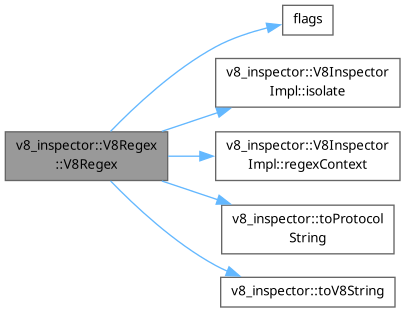 v8_inspector::V8Regex
::V8Regex
flags
v8_inspector::V8Inspector
Impl::isolate
v8_inspector::V8Inspector
Impl::regexContext
v8_inspector::toProtocol
String
v8_inspector::toV8String